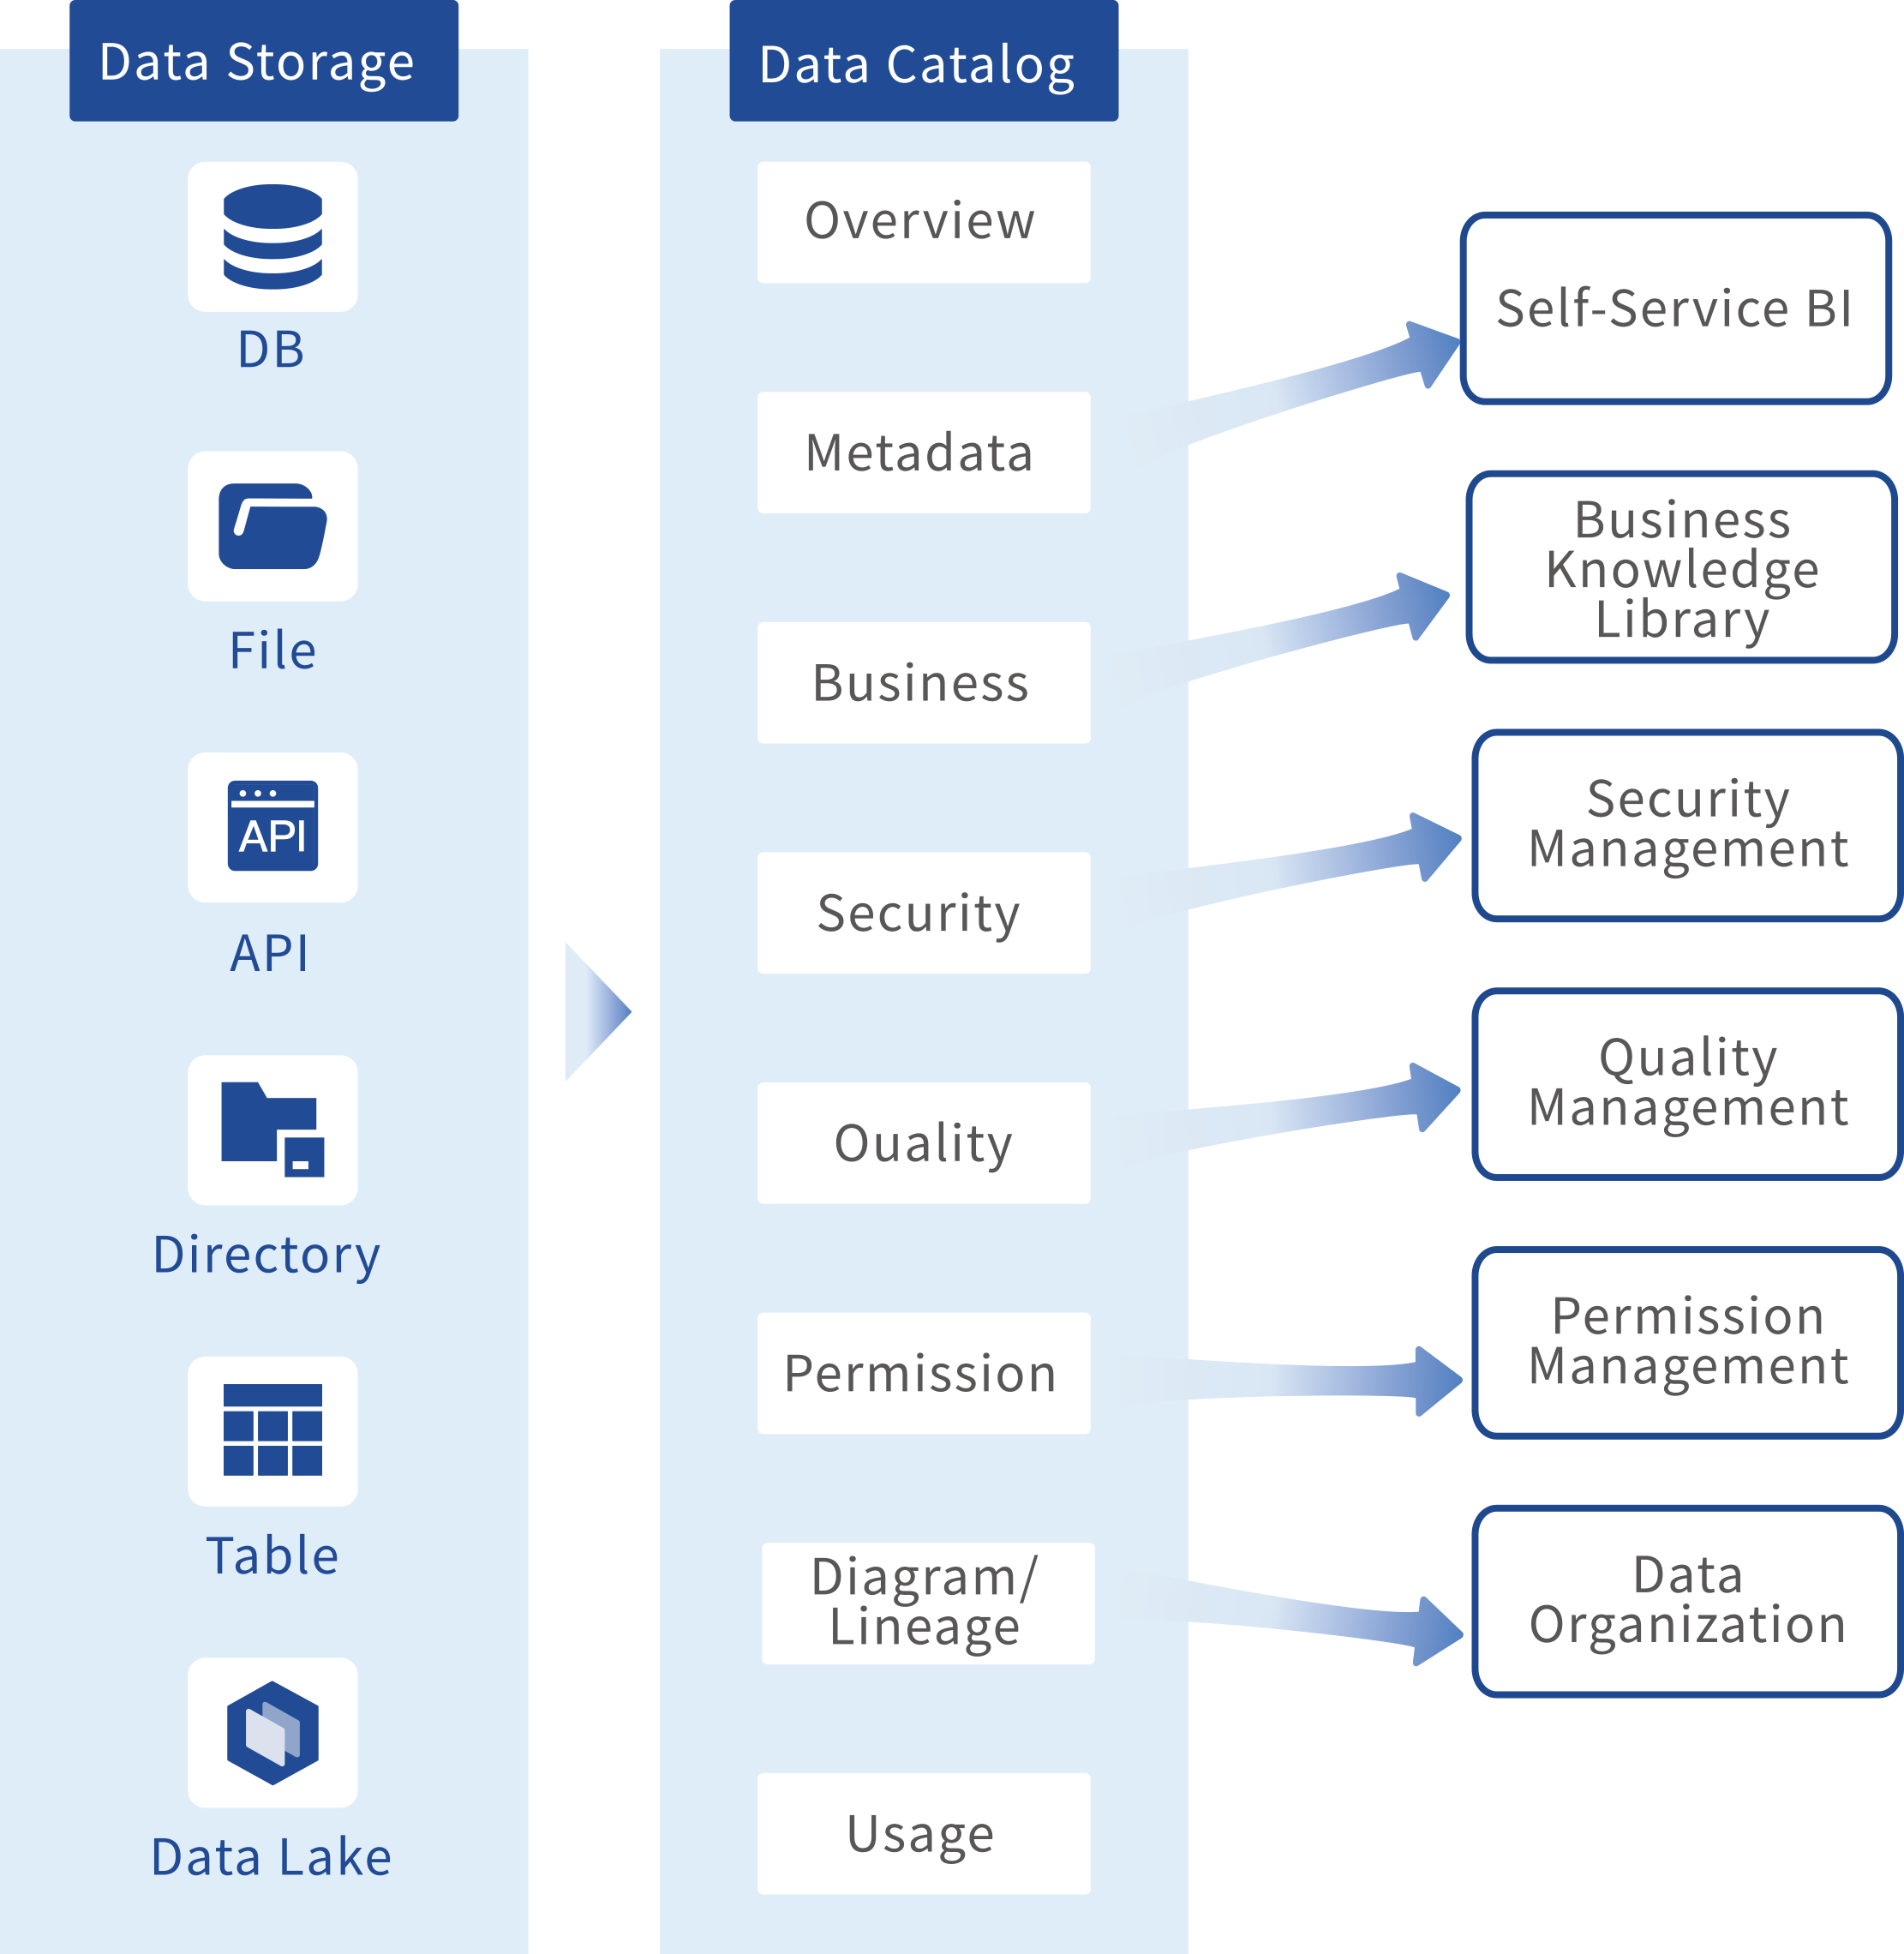 Data Storage
DB
File
API
API
Directory
Table
Data Lake
Data Catalog
Overview
Metadata
Business
Security
Quality
Permission
Diagram/
Lineage
Usage
Self-Service BI
Business
Knowledge
Library
Security
Management
Quality
Management
Permission
Management
Data
Organization